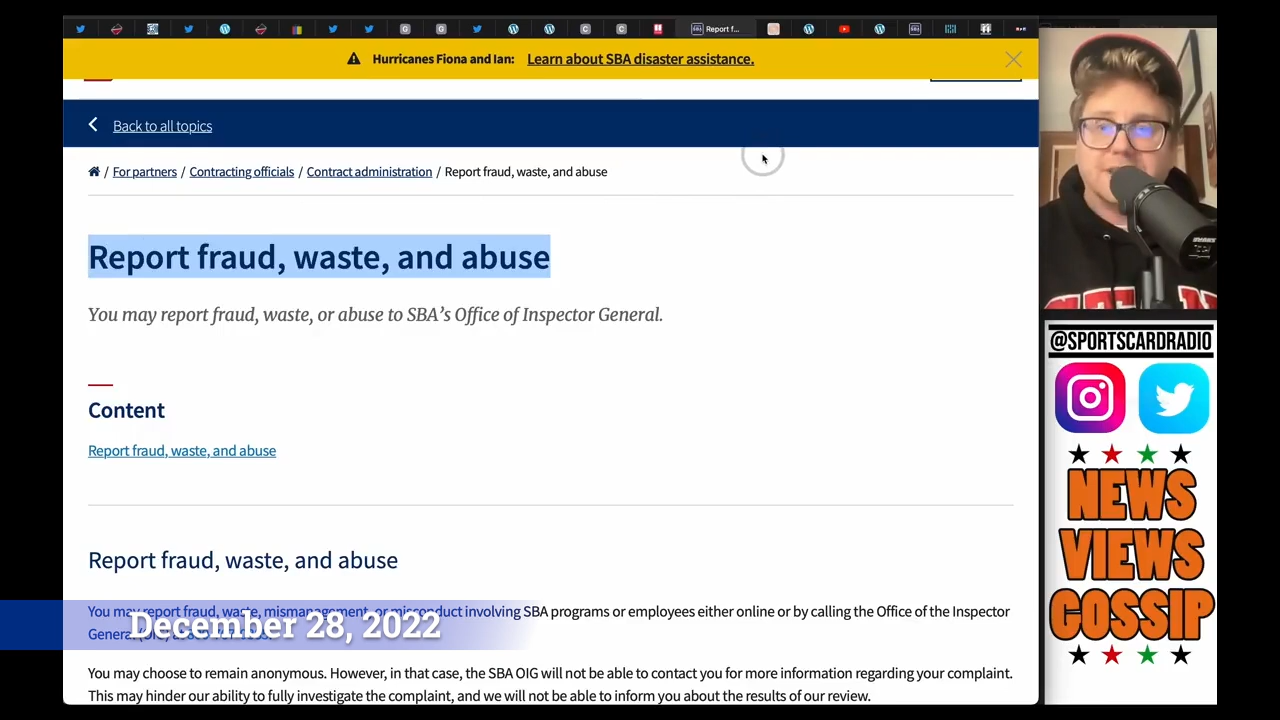 Report f...
Hurricanes Fiona and Ian: Learn about SBA disaster assistance.
Back to all topics
/ For partners / Contracting officials / Contract administration / Report fraud, waste, and abuse
Report fraud, waste, and abuse
You may report fraud, waste, or abuse to SBA's Office of Inspector General.
Content
Report fraud, waste, and abuse
Report fraud, waste, and abuse
You may report fraud, waste, mismanagement, or misconduct involving SBA programs or employees either online or by calling the Office of the Inspector
General
December 28, 2022
You may choose to remain anonymous. However, in that case, the SBA OIG will not be able to contact you for more information regarding your complaint.
This may hinder our ability to fully investigate the complaint, and we will not be able to inform you about the results of our review.
@SPORTSCARDRADIO
NEWS
VIEWS
GOSSIP